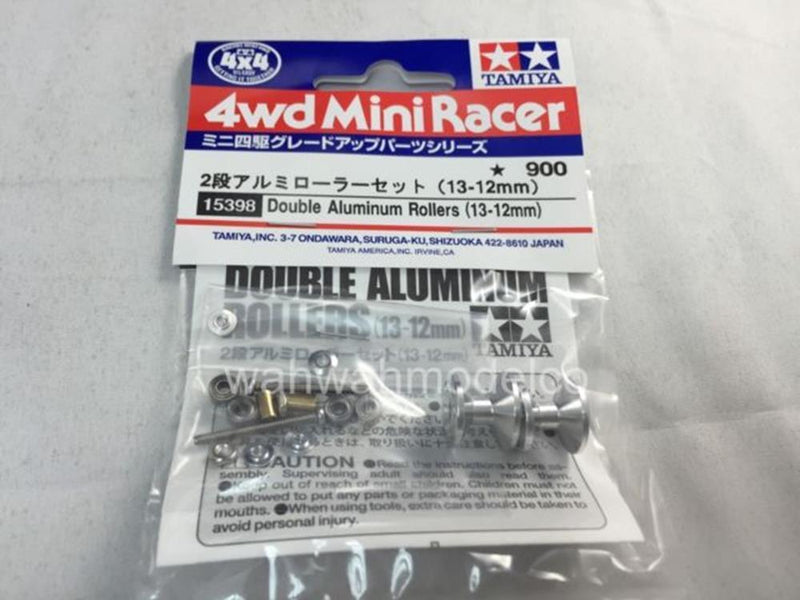 4x4
TAMIYA
4wd Mini Racer
ミニ四駆グレードアップパーツシリーズ
★ 900
2段アルミローラーセット（13-12mm）
15398 Double Aluminum Rollers (13-12mm)
TAMIYA,INC. 3-7 ONDAWARA, SURUGA-KU, SHIZUOKA 422-8610 JAPAN
TAMIYA AMERICA,INC. IRVINE,CA
DOUBLE ALUMINUM
ROLLERS (13-12mm)
2段アルミローラーセット(13-12mm)
TAMIYA
wahwahmodelco
CAUTION ●Read the instructions before as-
sembly. Supervising adult should also read them.
●Keep out of reach of small children. Children must not
be allowed to put any parts or packaging material in their
mouths. ●When using tools, extra care should be taken to
avoid personal injury.